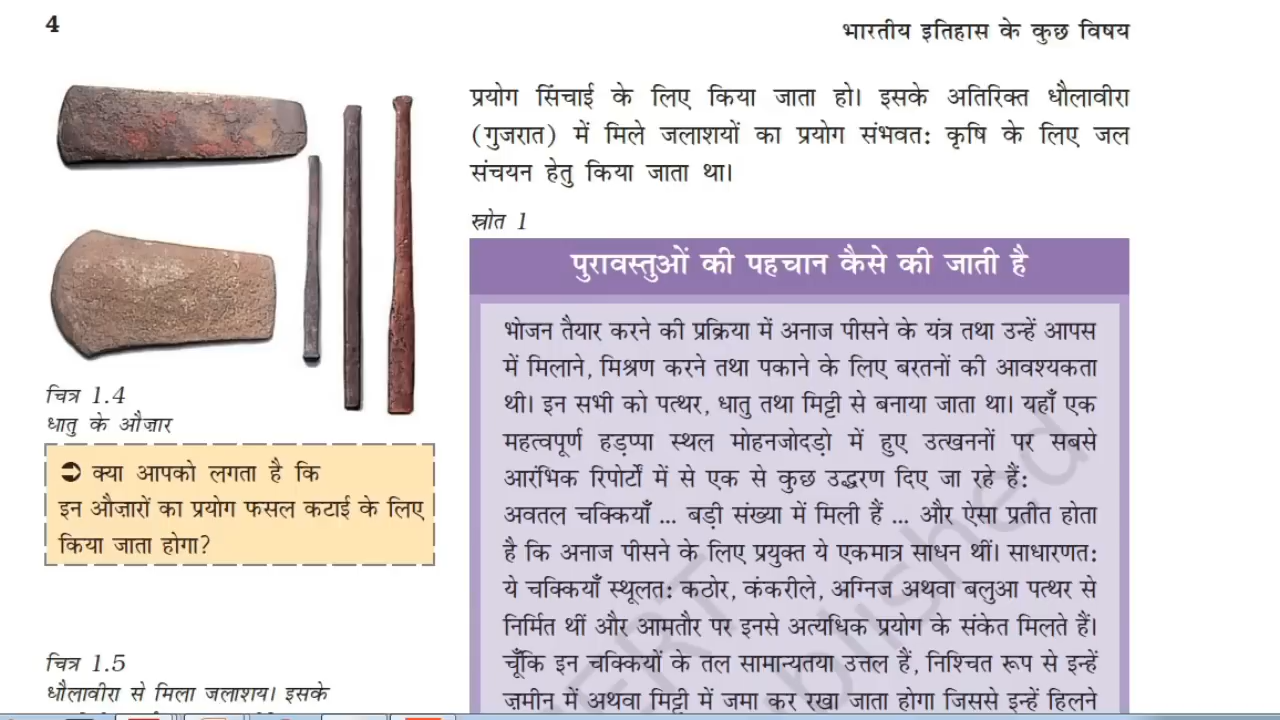 4
भारतीय इतिहास के कुछ विषय
प्रयोग सिंचाई के लिए किया जाता हो। इसके अतिरिक्त धौलावीरा
(गुजरात) में मिले जलाशयों का प्रयोग संभवत: कृषि के लिए जल
संचयन हेतु किया जाता था।
स्रोत 1
पुरावस्तुओं की पहचान कैसे की जाती है
भोजन तैयार करने की प्रक्रिया में अनाज पीसने के यंत्र तथा उन्हें आपस
में मिलाने, मिश्रण करने तथा पकाने के लिए बरतनों की आवश्यकता
थी। इन सभी को पत्थर, धातु तथा मिट्टी से बनाया जाता था। यहाँ एक
महत्वपूर्ण हड़प्पा स्थल मोहनजोदड़ो में हुए उत्खननों पर सबसे
आरंभिक रिपोर्टों में से एक से कुछ उद्धरण दिए जा रहे हैं:
अवतल चक्कियाँ ... बड़ी संख्या में मिली हैं ... और ऐसा प्रतीत होता
है कि अनाज पीसने के लिए प्रयुक्त ये एकमात्र साधन थीं। साधारणत:
ये चक्कियाँ स्थूलत: कठोर, कंकरीले, अग्निज अथवा बलुआ पत्थर से
निर्मित थीं और आमतौर पर इनसे अत्यधिक प्रयोग के संकेत मिलते हैं।
चूँकि इन चक्कियों के तल सामान्यतया उत्तल हैं, निश्चित रूप से इन्हें
ज़मीन में अथवा मिट्टी में जमा कर रखा जाता होगा जिससे इन्हें हिलने
चित्र 1.4
धातु के औज़ार
➲ क्या आपको लगता है कि
इन औज़ारों का प्रयोग फसल कटाई के लिए
किया जाता होगा?
चित्र 1.5
धौलावीरा से मिला जलाशय। इसके